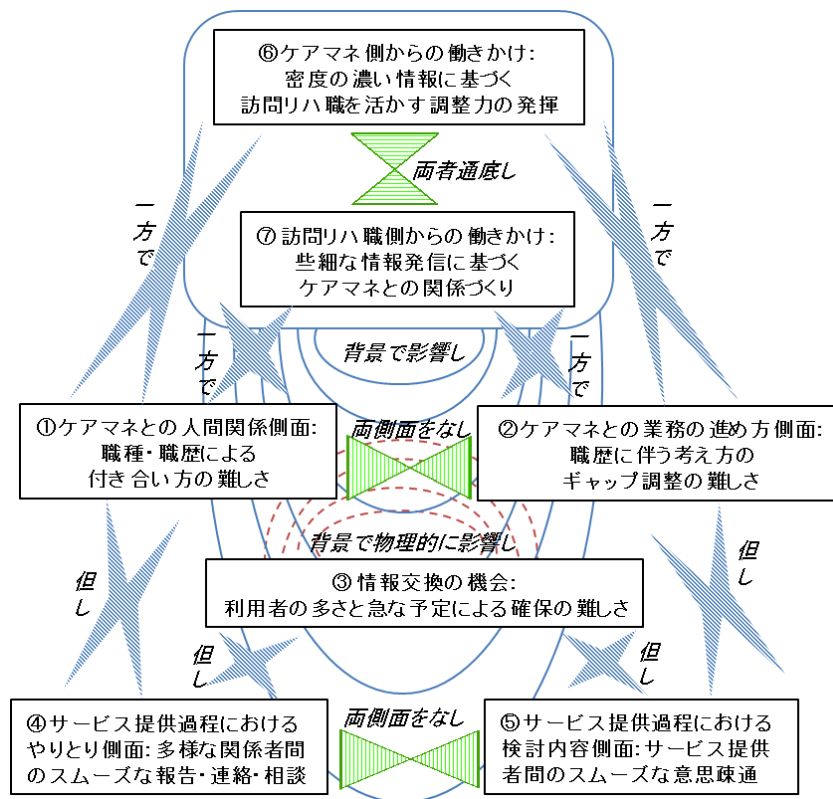 ⑥ケアマネ側からの働きかけ:
密度の濃い情報に基づく
訪問リハ職を活かす調整力の発揮
両者通底し
一方で
一方で
⑦訪問リハ職側からの働きかけ:
些細な情報発信に基づく
ケアマネとの関係づくり
一方で
背景で影響し
一方で
①ケアマネとの人間関係側面:
職種・職歴による
付き合い方の難しさ
両側面をなし
②ケアマネとの業務の進め方側面:
職歴に伴う考え方の
ギャップ調整の難しさ
背景で物理的に影響し
但し
但し
③情報交換の機会:
利用者の多さと急な予定による確保の難しさ
但し
但し
④サービス提供過程における
やりとり側面:多様な関係者間
のスムーズな報告・連絡・相談
両側面をなし
⑤サービス提供過程における
検討内容側面:サービス提供
者間のスムーズな意思疎通